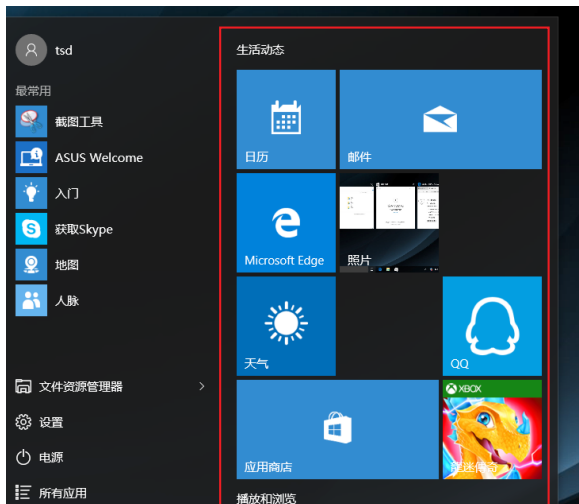 tsd
最常用
截图工具
ASUS Welcome
入门
获取Skype
地图
人脉
文件资源管理器
设置
电源
所有应用
生活动态
日历
邮件
Microsoft Edge
照片
天气
QQ
应用商店
XBOX
播放和浏览